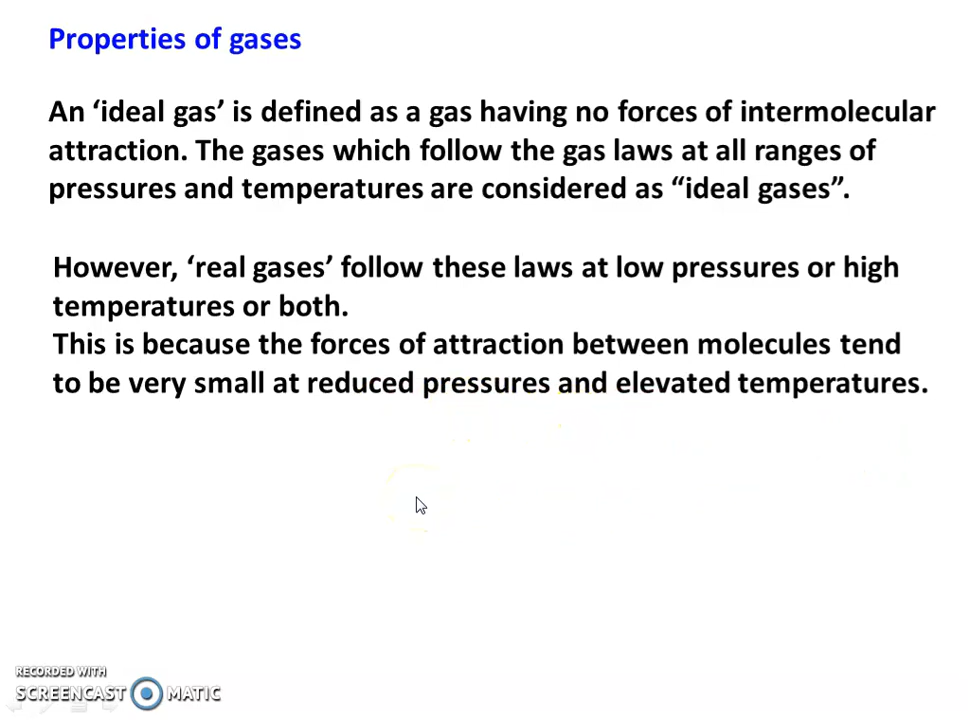 Properties of gases
An ‘ideal gas’ is defined as a gas having no forces of intermolecular
attraction. The gases which follow the gas laws at all ranges of
pressures and temperatures are considered as “ideal gases”.
However, ‘real gases’ follow these laws at low pressures or high
temperatures or both.
This is because the forces of attraction between molecules tend
to be very small at reduced pressures and elevated temperatures.
RECORDED WITH
SCREENCAST MATIC